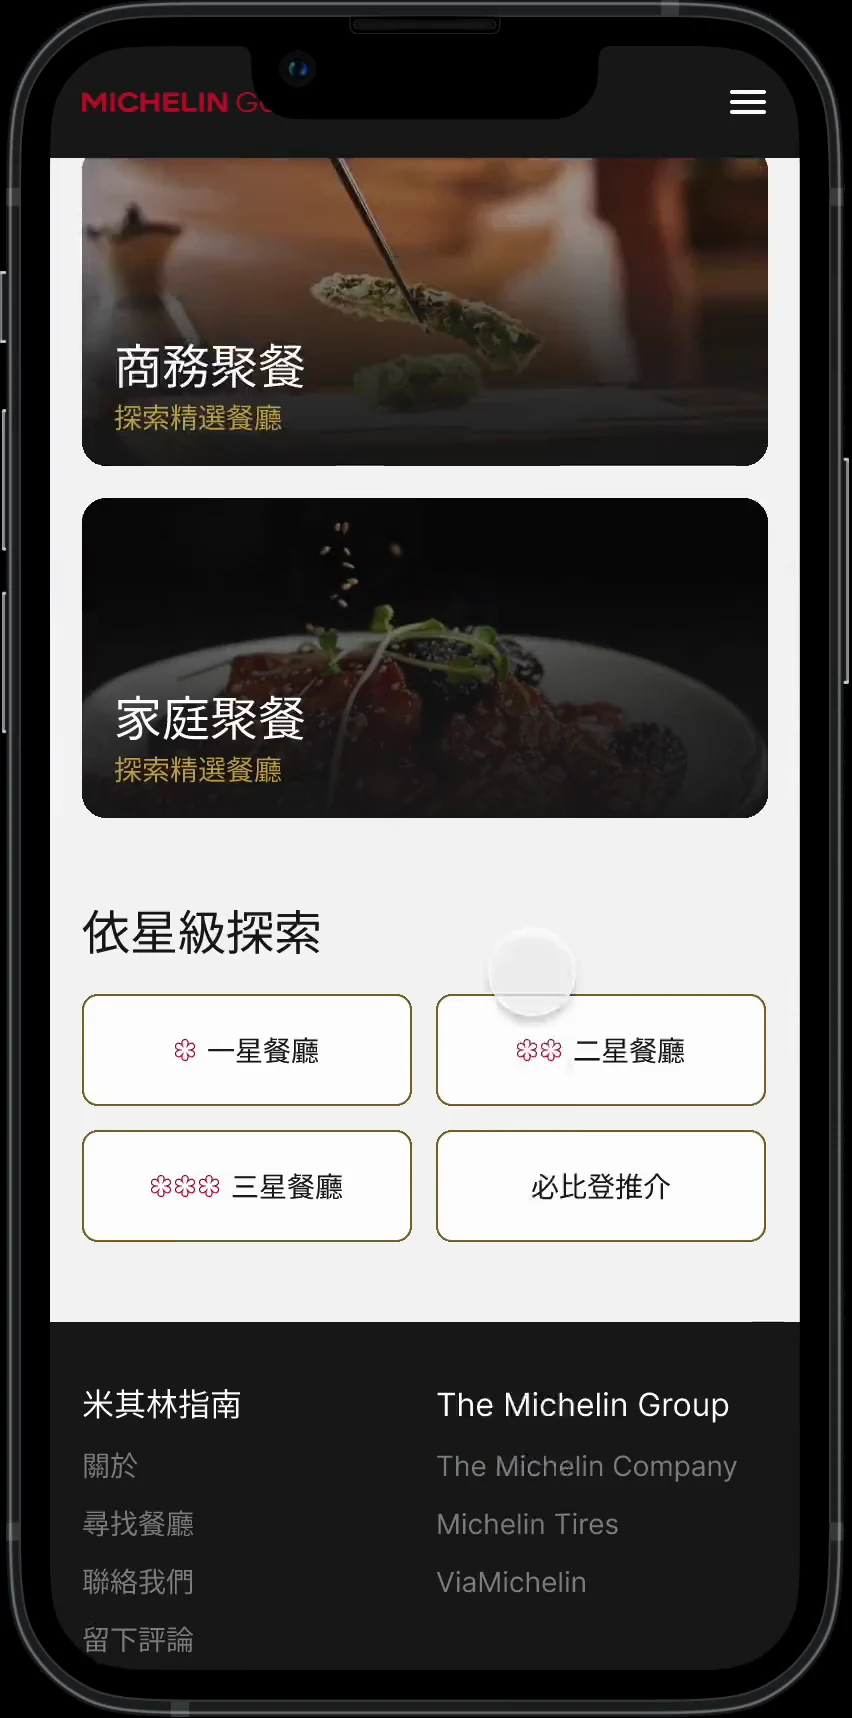 MICHELIN
商務聚餐
探索精選餐廳
家庭聚餐
探索精選餐廳
依星級探索
一星餐廳
二星餐廳
三星餐廳
必比登推介
米其林指南
The Michelin Group
關於
The Michelin Company
尋找餐廳
Michelin Tires
聯絡我們
ViaMichelin
留下評論